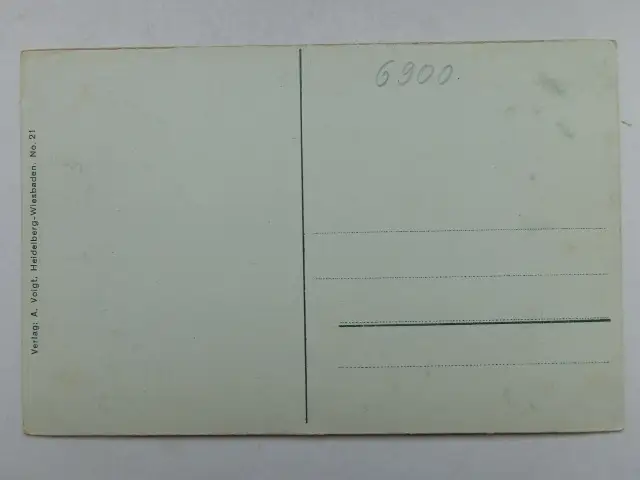 6900.
Verlag: A. Voigt, Heidelberg-Wiesbaden. No. 21